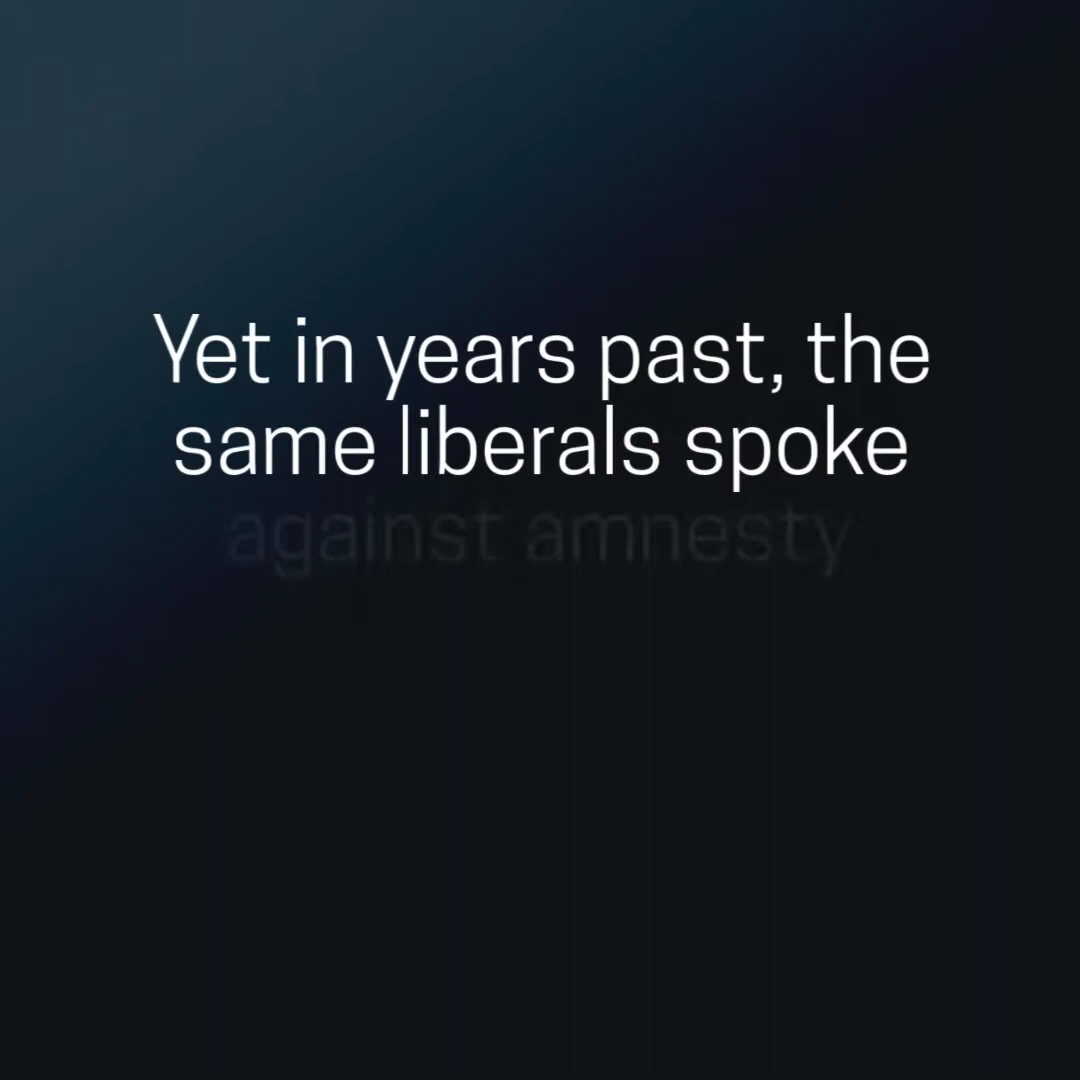 Yet in years past, the
same liberals spoke
against amnesty